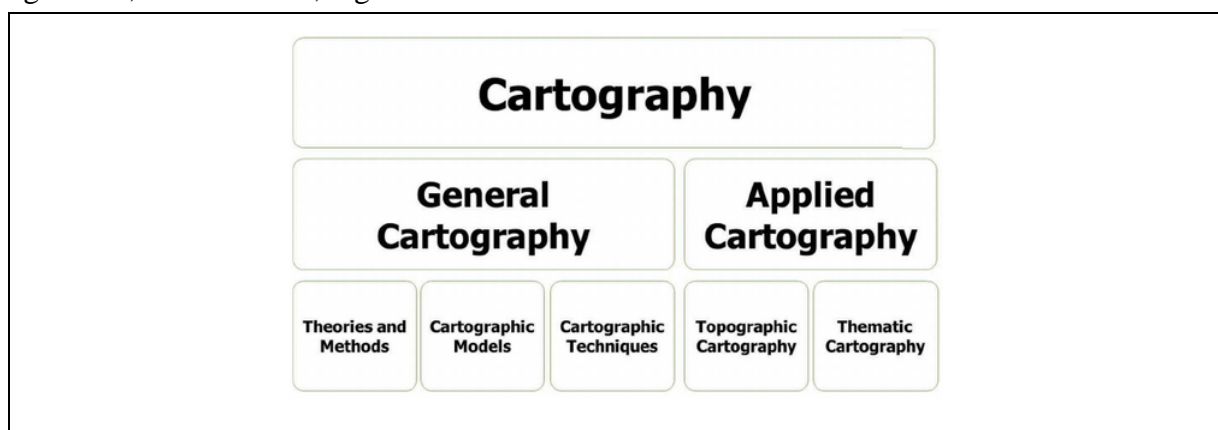 Cartography
General
Cartography
Applied
Cartography
Theories and
Methods
Cartographic
Models
Cartographic
Techniques
Topographic
Cartography
Thematic
Cartography